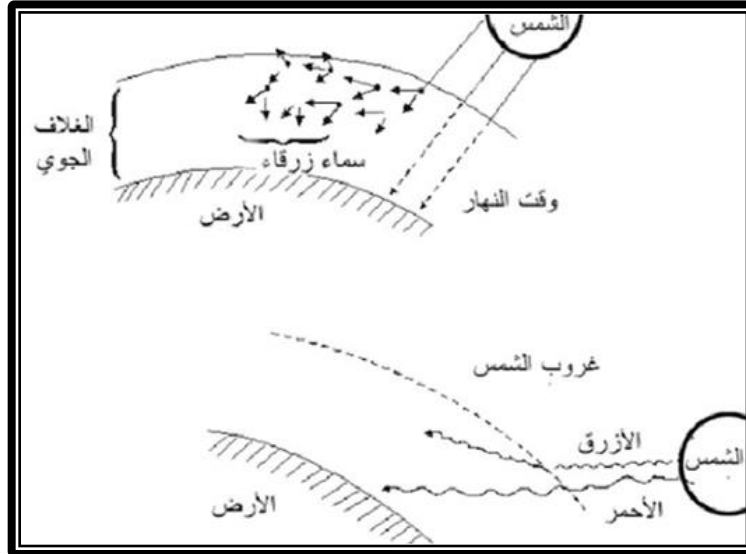 الشمس
الغلاف
الجوي
سماء زرقاء
وقت النهار
الأرض
غروب الشمس
الأزرق
الشمس
الأحمر
الأرض